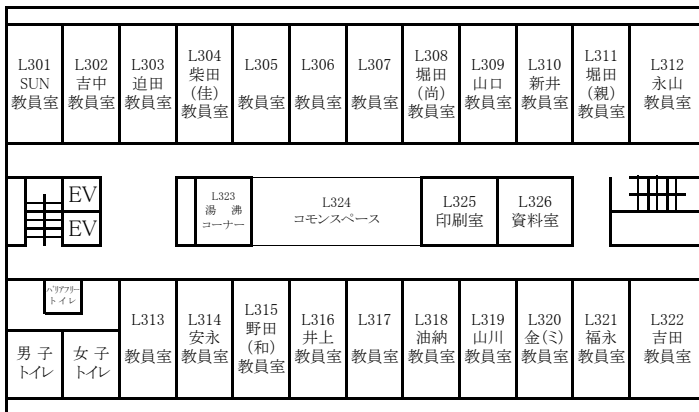 L301
SUN
教員室
L302
吉中
教員室
L303
迫田
教員室
L304
柴田
(佳)
教員室
L305
教員室
L306
教員室
L307
教員室
L308
堀田
(尚)
教員室
L309
山口
教員室
L310
新井
教員室
L311
堀田
(親)
教員室
L312
永山
教員室
EV
EV
L323
湯 沸
コーナー
L324
コモンスペース
L325
印刷室
L326
資料室
バリアフリー
トイレ
男 子
トイレ
女 子
トイレ
L313
教員室
L314
安永
教員室
L315
野田
(和)
教員室
L316
井上
教員室
L317
教員室
L318
油納
教員室
L319
山川
教員室
L320
金(ミ)
教員室
L321
福永
教員室
L322
吉田
教員室